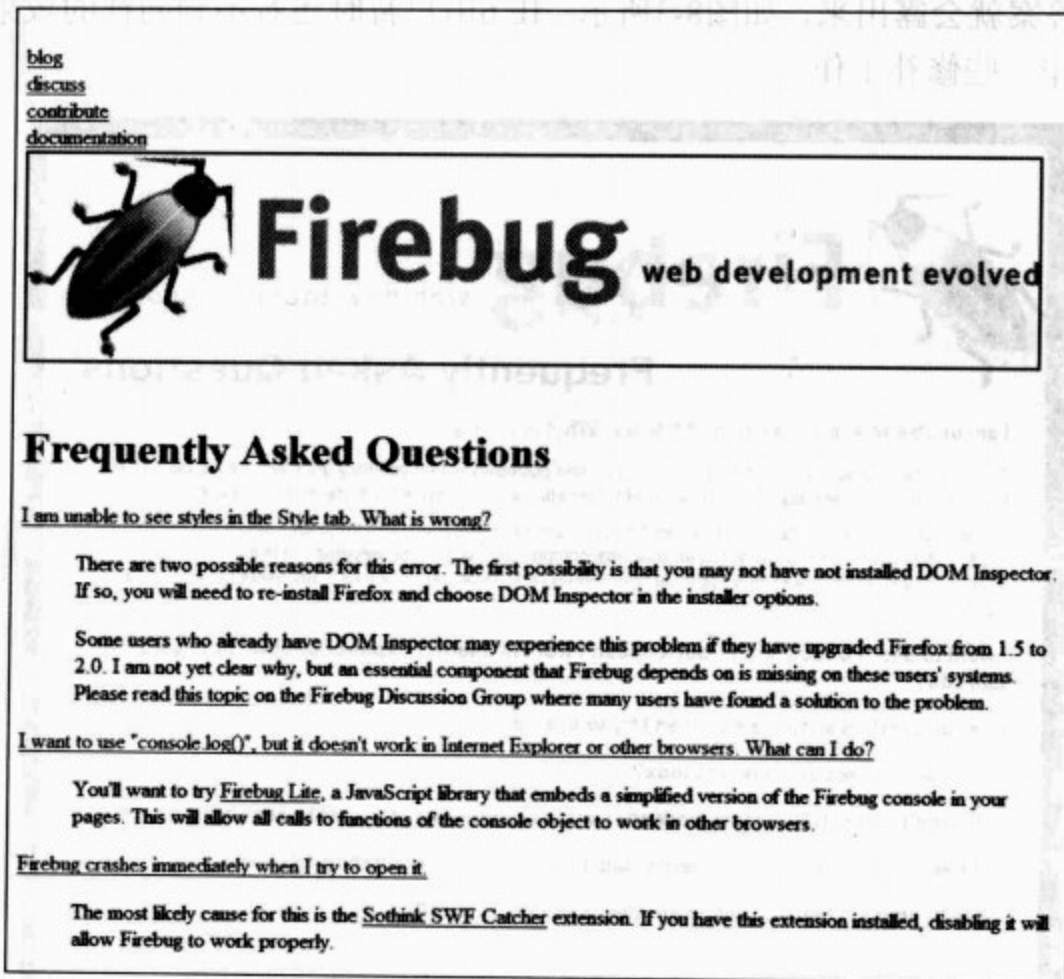 blog
discuss
contribute
documentation
Firebug web development evolved
Frequently Asked Questions
I am unable to see styles in the Style tab. What is wrong?
There are two possible reasons for this error. The first possibility is that you may not have not installed DOM Inspector.
If so, you will need to re-install Firefox and choose DOM Inspector in the installer options.
Some users who already have DOM Inspector may experience this problem if they have upgraded Firefox from 1.5 to
2.0. I am not yet clear why, but an essential component that Firebug depends on is missing on these users' systems.
Please read this topic on the Firebug Discussion Group where many users have found a solution to the problem.
I want to use "console.log()", but it doesn't work in Internet Explorer or other browsers. What can I do?
You'll want to try Firebug Lite, a JavaScript library that embeds a simplified version of the Firebug console in your
pages. This will allow all calls to functions of the console object to work in other browsers.
Firebug crashes immediately when I try to open it.
The most likely cause for this is the Sothink SWF Catcher extension. If you have this extension installed, disabling it will
allow Firebug to work properly.